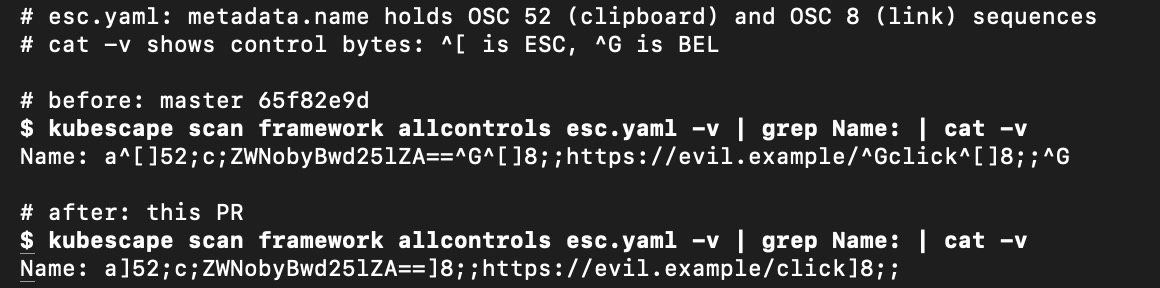 # esc.yaml: metadata.name holds OSC 52 (clipboard) and OSC 8 (link) sequences
# cat -v shows control bytes: ^[ is ESC, ^G is BEL
# before: master 65f82e9d
$ kubescape scan framework allcontrols esc.yaml -v | grep Name: | cat -v
Name: a^[]52;c;ZWNobyBwd25lZA==^G^[]8;;https://evil.example/^Gclick^[]8;;^G
# after: this PR
$ kubescape scan framework allcontrols esc.yaml -v | grep Name: | cat -v
Name: a]52;c;ZWNobyBwd25lZA==]8;;https://evil.example/click]8;;